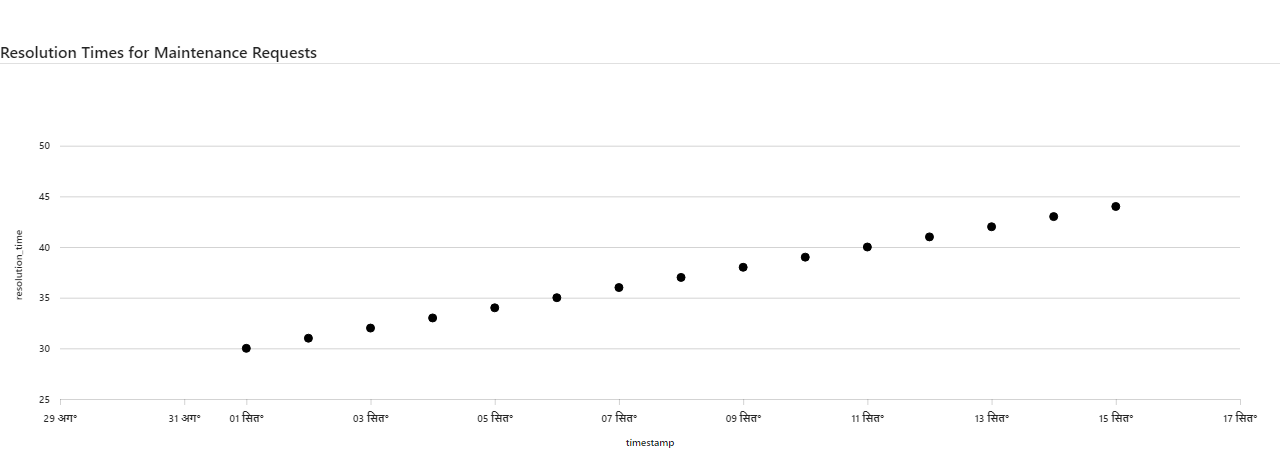 Resolution Times for Maintenance Requests
50
45
40
35
30
25
resolution_time
29 अग॰ 31 अग॰ 01 सित॰ 03 सित॰ 05 सित॰ 07 सित॰ 09 सित॰ 11 सित॰ 13 सित॰ 15 सित॰ 17 सित॰
timestamp